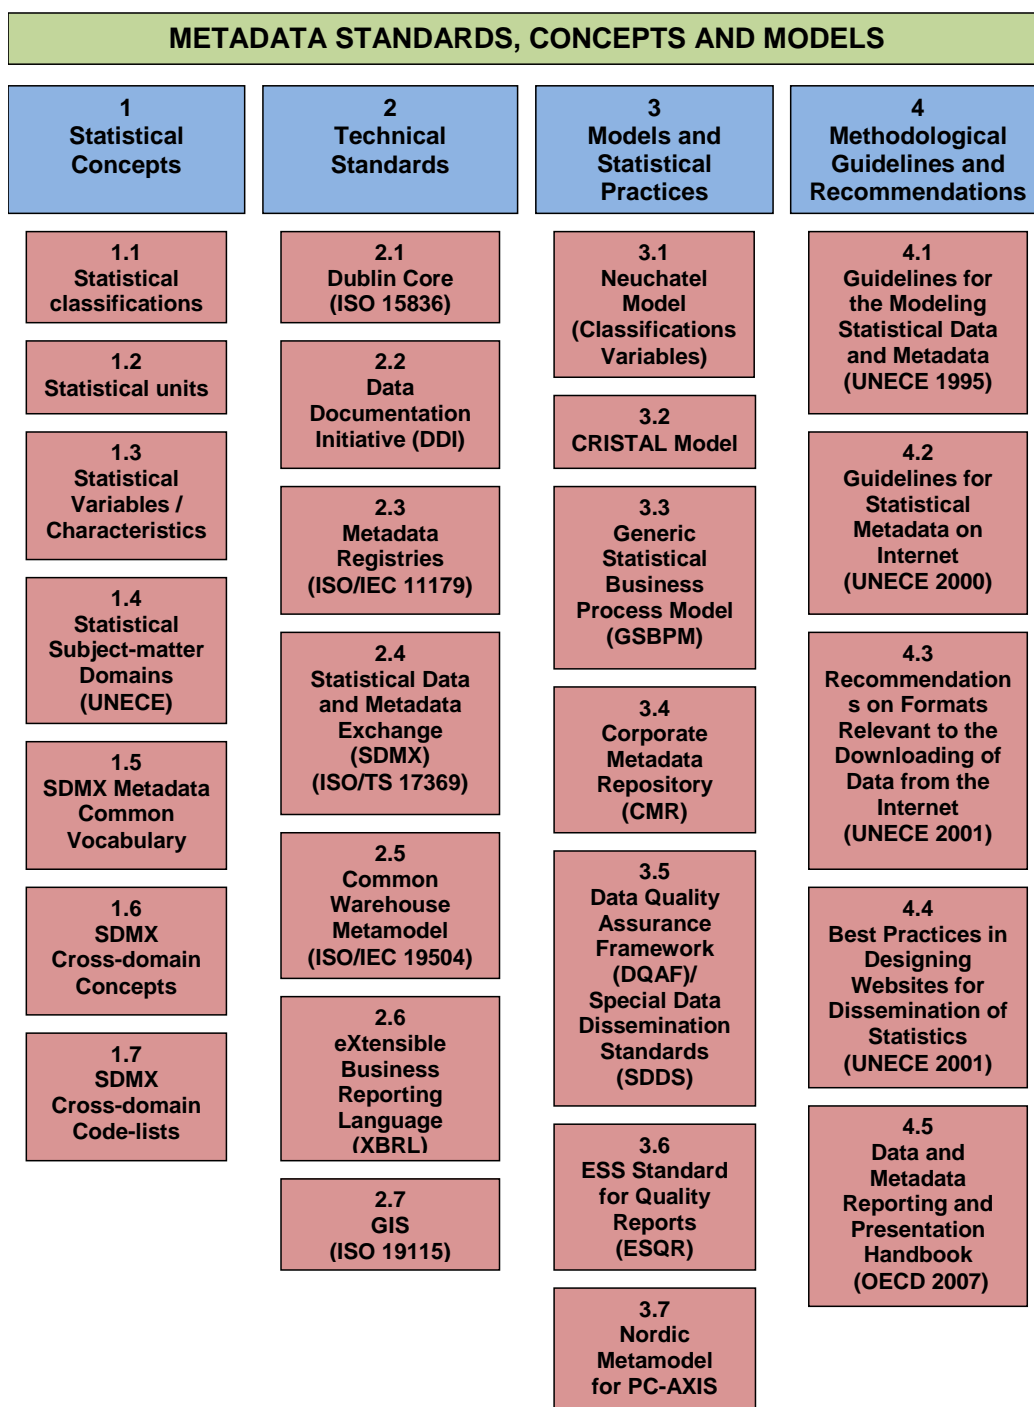 METADATA STANDARDS, CONCEPTS AND MODELS
1
Statistical
Concepts
1.1
Statistical
classifications
1.2
Statistical units
1.3
Statistical
Variables /
Characteristics
1.4
Statistical
Subject-matter
Domains
(UNECE)
1.5
SDMX Metadata
Common
Vocabulary
1.6
SDMX
Cross-domain
Concepts
1.7
SDMX
Cross-domain
Code-lists
2
Technical
Standards
2.1
Dublin Core
(ISO 15836)
2.2
Data
Documentation
Initiative (DDI)
2.3
Metadata
Registries
(ISO/IEC 11179)
2.4
Statistical Data
and Metadata
Exchange
(SDMX)
(ISO/TS 17369)
2.5
Common
Warehouse
Metamodel
(ISO/IEC 19504)
2.6
eXtensible
Business
Reporting
Language
(XBRL)
2.7
GIS
(ISO 19115)
3
Models and
Statistical
Practices
3.1
Neuchatel
Model
(Classifications
Variables)
3.2
CRISTAL Model
3.3
Generic
Statistical
Business
Process Model
(GSBPM)
3.4
Corporate
Metadata
Repository
(CMR)
3.5
Data Quality
Assurance
Framework
(DQAF)/
Special Data
Dissemination
Standards
(SDDS)
3.6
ESS Standard
for Quality
Reports
(ESQR)
3.7
Nordic
Metamodel
for PC-AXIS
4
Methodological
Guidelines and
Recommendations
4.1
Guidelines for
the Modeling
Statistical Data
and Metadata
(UNECE 1995)
4.2
Guidelines for
Statistical
Metadata on
Internet
(UNECE 2000)
4.3
Recommendation
s on Formats
Relevant to the
Downloading of
Data from the
Internet
(UNECE 2001)
4.4
Best Practices in
Designing
Websites for
Dissemination of
Statistics
(UNECE 2001)
4.5
Data and
Metadata
Reporting and
Presentation
Handbook
(OECD 2007)